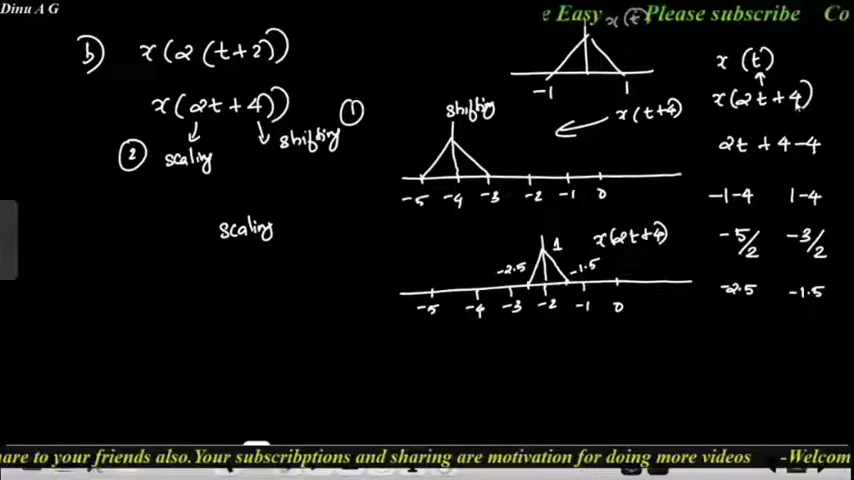 Dinu A G
e Easy
Please subscribe
Co
x(t)
b) x(2(t+2))
x(2t+4))
①
shifting
② scaling
scaling
-1 1
shifting
x(t+4)
-5 -4 -3 -2 -1 0
1
x(2t+4)
-2.5 -1.5
-5 -4 -3 -2 -1 0
x(t)
x(2t+4)
2t+4-4
-1-4 1-4
-5/2 -3/2
-2.5 -1.5
are to your friends also.Your subscribptions and sharing are motivation for doing more videos -Welcom